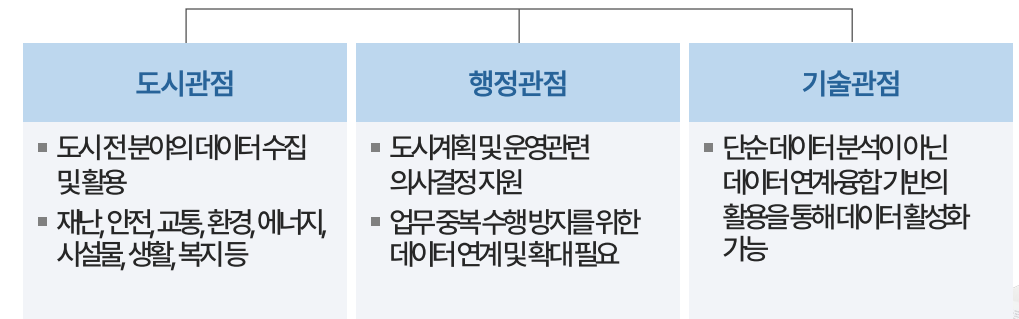 도시관점
도시 전 분야의 데이터 수집
및 활용
재난, 안전, 교통, 환경, 에너지,
시설물, 생활, 복지 등
행정관점
도시계획 및 운영관련
의사결정 지원
업무 중복 수행 방지를 위한
데이터 연계 및 확대 필요
기술관점
단순 데이터 분석이 아닌
데이터 연계·융합 기반의
활용을 통해 데이터 활성화
가능